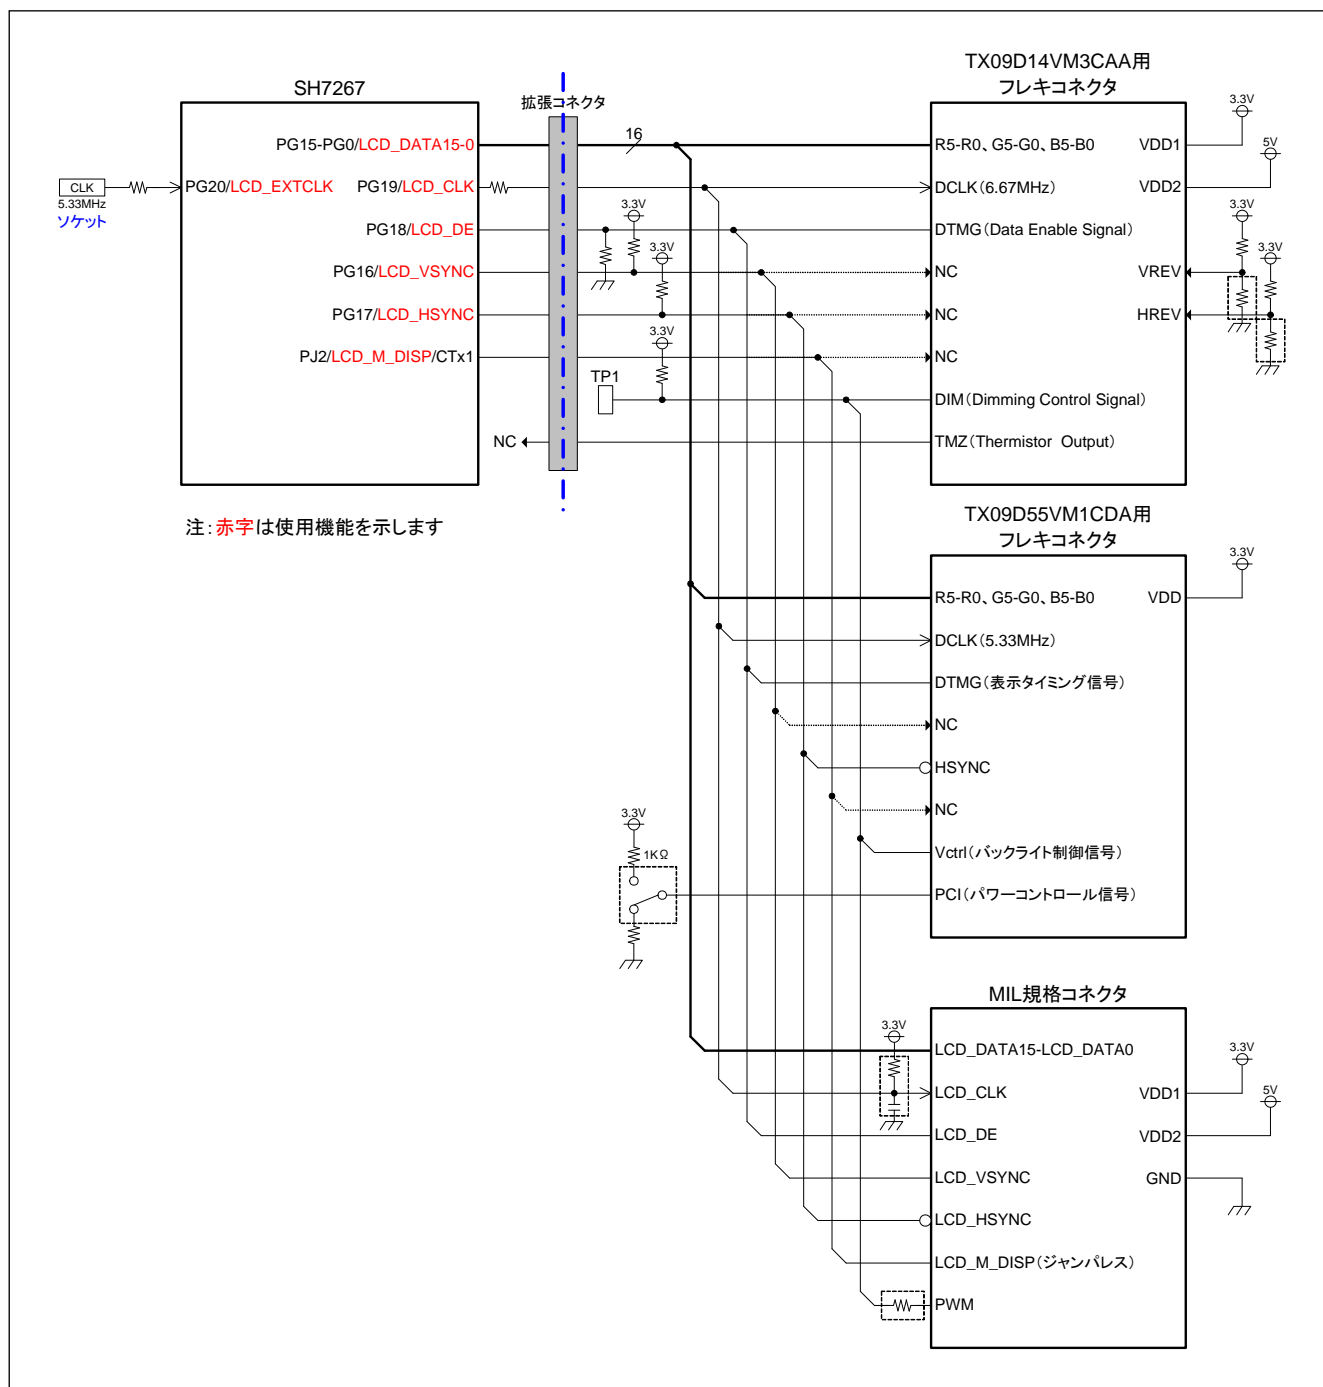 SH7267
PG15-PG0/LCD_DATA15-0
PG20/LCD_EXTCLK
PG19/LCD_CLK
PG18/LCD_DE
PG16/LCD_VSYNC
PG17/LCD_HSYNC
PJ2/LCD_M_DISP/CTx1
CLK
5.33MHz
ソケット
拡張コネクタ
16
3.3V
3.3V
3.3V
TP1
NC
注：赤字は使用機能を示します
TX09D14VM3CAA用
フレキコネクタ
R5-R0、G5-G0、B5-B0
DCLK(6.67MHz)
DTMG(Data Enable Signal)
NC
NC
NC
DIM(Dimming Control Signal)
TMZ(Thermistor Output)
VDD1
VDD2
VREV
HREV
3.3V
5V
3.3V
3.3V
TX09D55VM1CDA用
フレキコネクタ
R5-R0、G5-G0、B5-B0
DCLK(5.33MHz)
DTMG(表示タイミング信号)
NC
HSYNC
NC
Vctrl(バックライト制御信号)
PCI(パワーコントロール信号)
VDD
3.3V
3.3V
1KΩ
MIL規格コネクタ
3.3V
LCD_DATA15-LCD_DATA0
LCD_CLK
LCD_DE
LCD_VSYNC
LCD_HSYNC
LCD_M_DISP(ジャンパレス)
PWM
VDD1
VDD2
GND
3.3V
5V